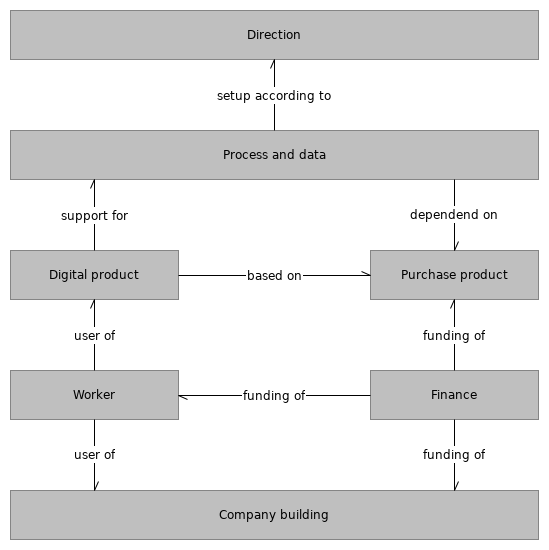 Direction
setup according to
Process and data
support for
dependend on
Digital product
based on
Purchase product
user of
funding of
Worker
funding of
Finance
user of
funding of
Company building